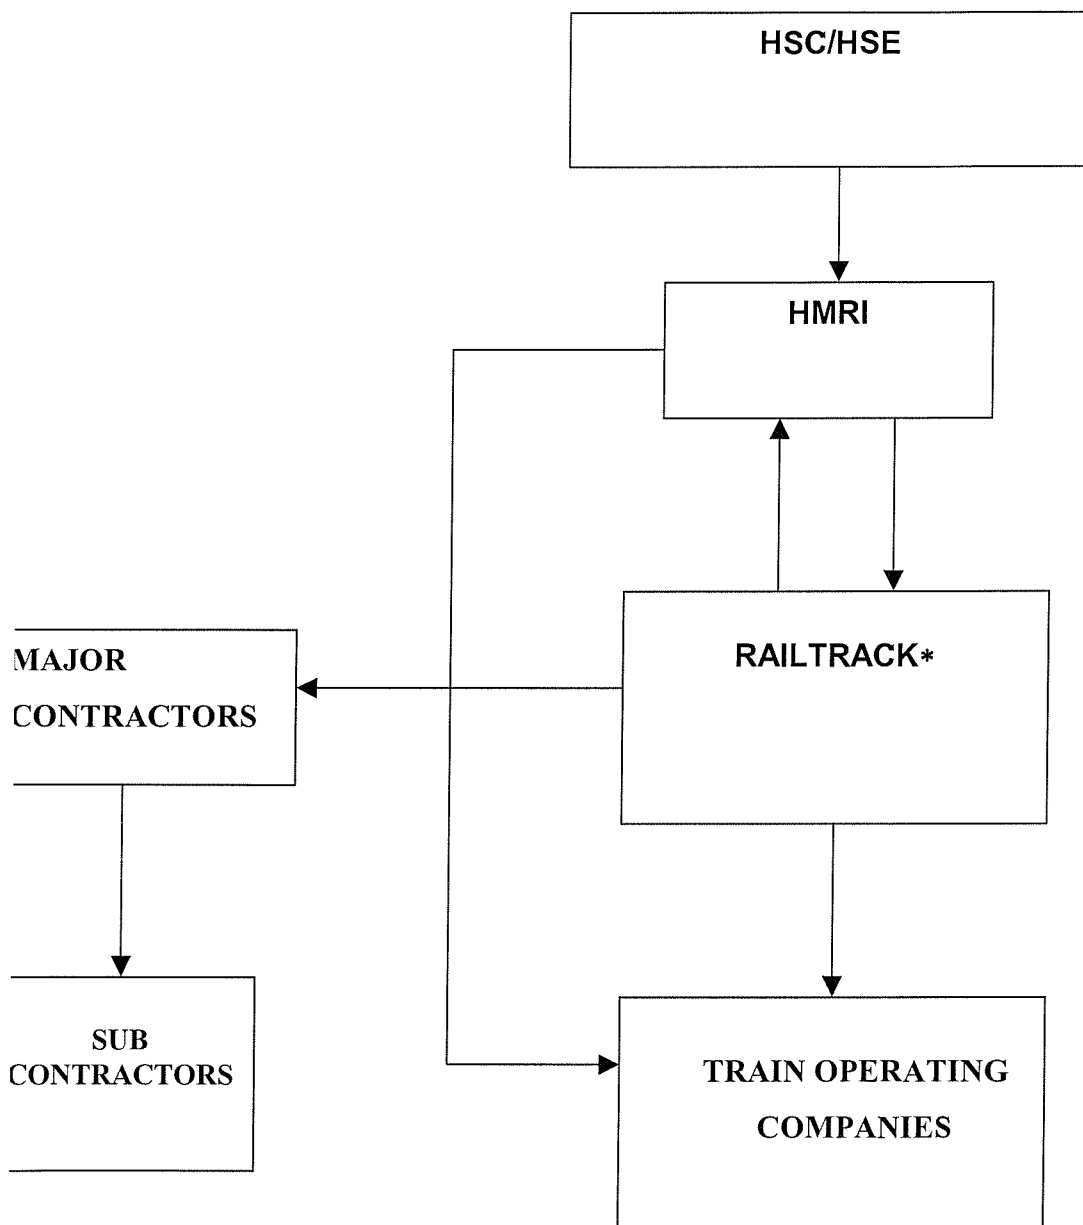 HSC/HSE
HMRI
RAILTRACK*
MAJOR
CONTRACTORS
SUB
CONTRACTORS
TRAIN OPERATING
COMPANIES